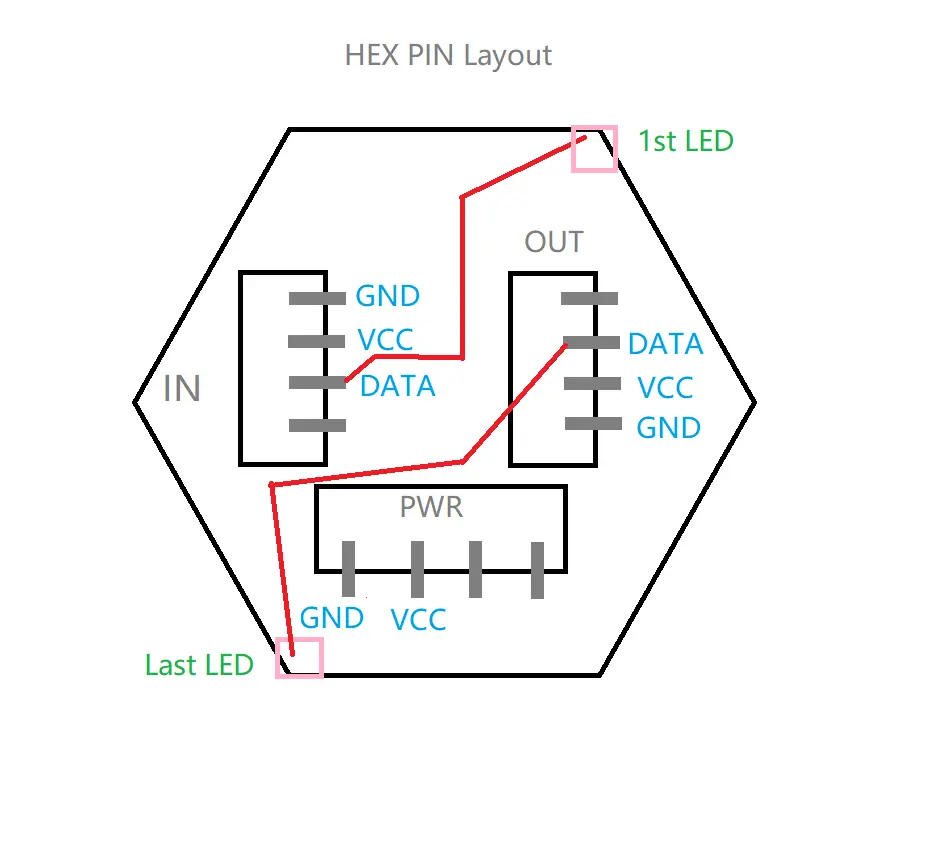 HEX PIN Layout
1st LED
OUT
GND
VCC
DATA
IN
DATA
VCC
GND
PWR
GND
VCC
Last LED